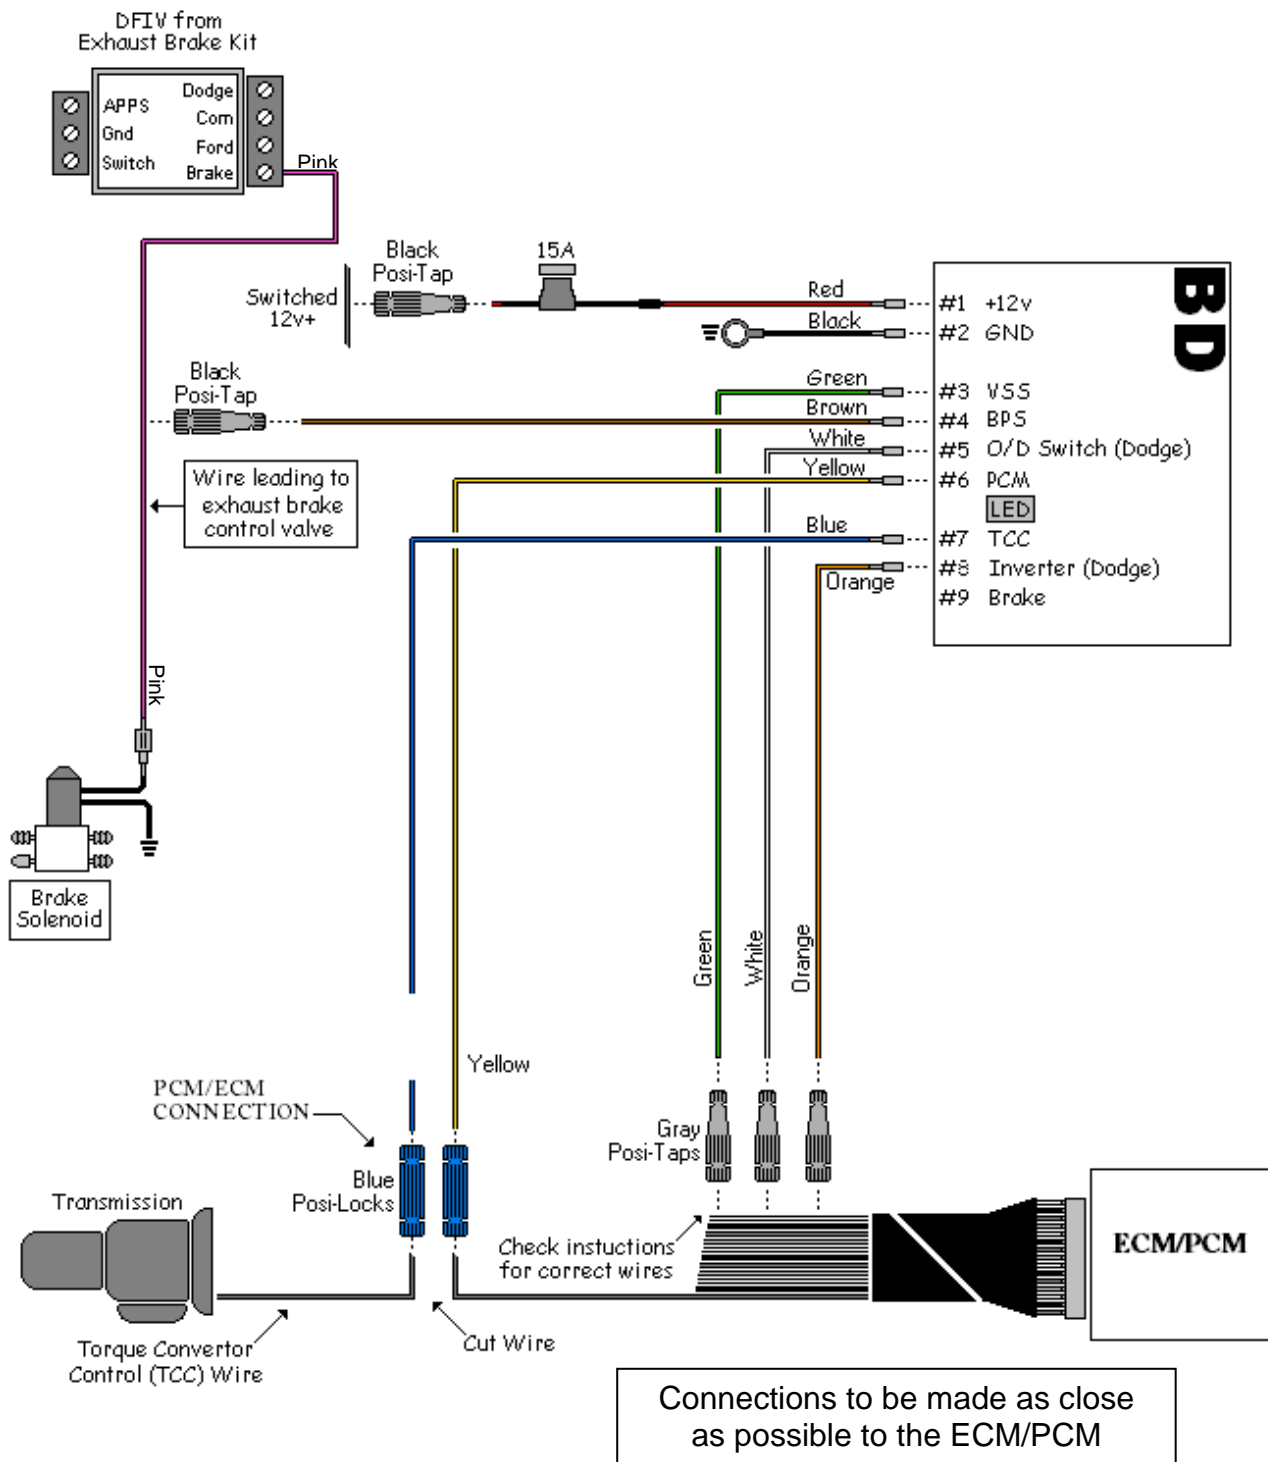 DFIV from
Exhaust Brake Kit
APPS
Gnd
Switch
Dodge
Com
Ford
Brake
Pink
Black
Posi-Tap
15A
Switched
12v+
Red
Black
#1 +12v
#2 GND
BD
Black
Posi-Tap
Green
Brown
White
Yellow
#3 VSS
#4 BPS
#5 O/D Switch (Dodge)
#6 PCM
LED
Blue
Orange
#7 TCC
#8 Inverter (Dodge)
#9 Brake
Wire leading to
exhaust brake
control valve
Pink
Brake
Solenoid
Green
White
Orange
Yellow
PCM/ECM
CONNECTION
Blue
Posi-Locks
Gray
Posi-Taps
Transmission
Check instuctions
for correct wires
ECM/PCM
Torque Convertor
Control (TCC) Wire
Cut Wire
Connections to be made as close
as possible to the ECM/PCM